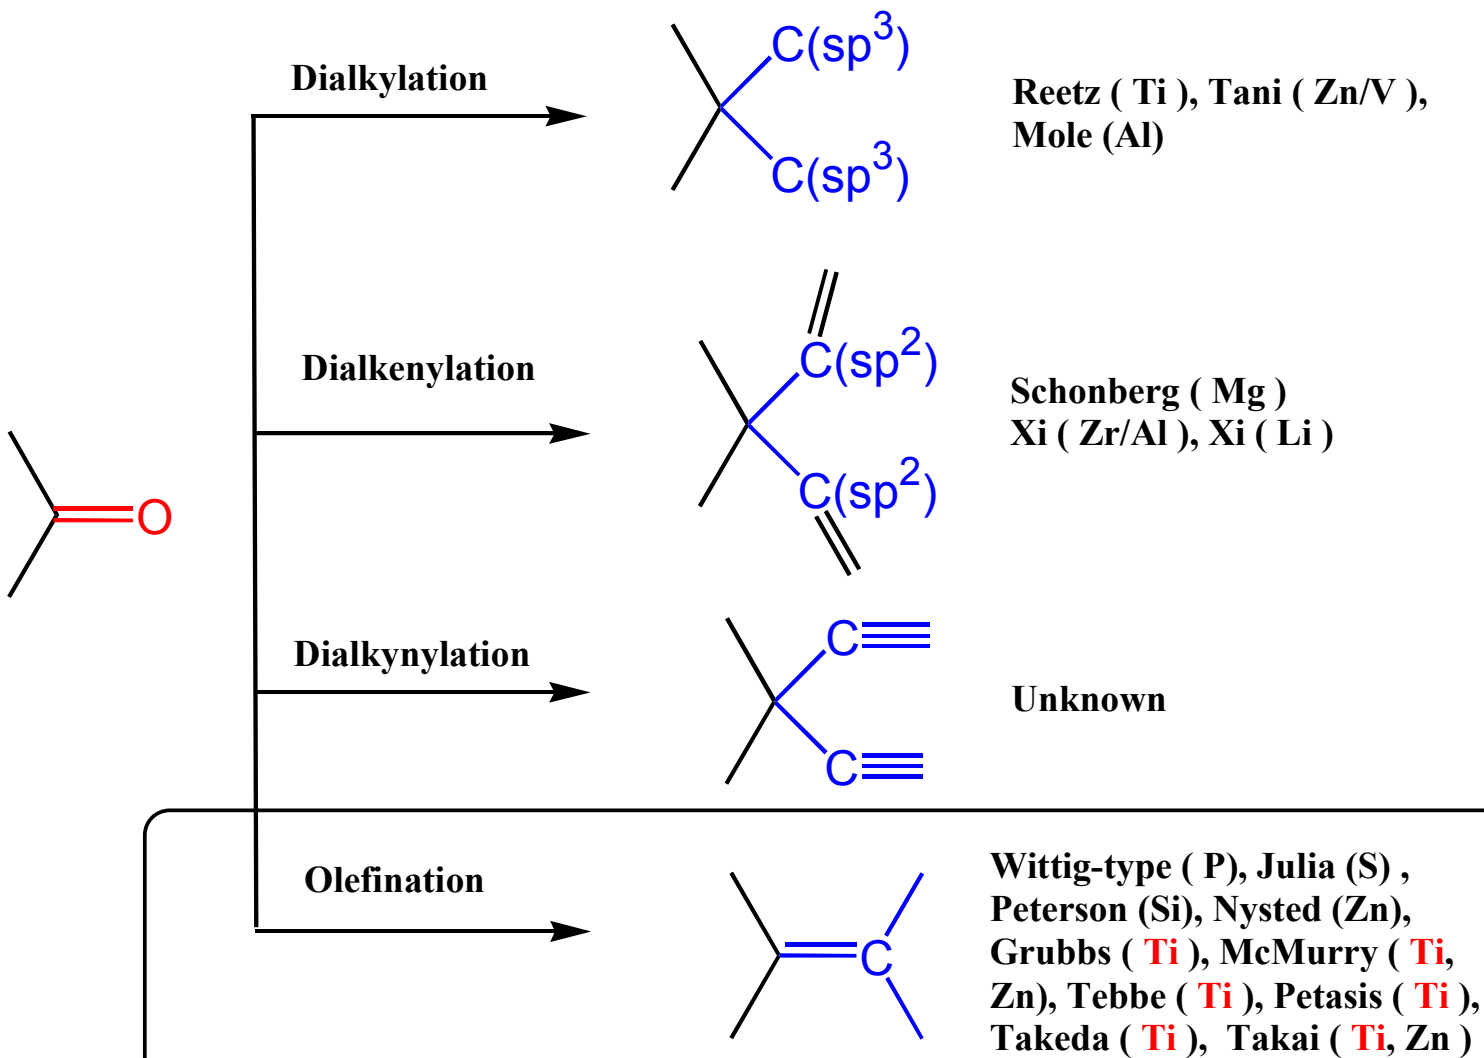 C(sp3)
Dialkylation
Reetz ( Ti ), Tani ( Zn/V ),
Mole (Al)
C(sp3)
C(sp2)
Dialkenylation
Schonberg ( Mg )
Xi ( Zr/Al ), Xi ( Li )
C(sp2)
O
C
Dialkynylation
Unknown
C
Olefination
C
Wittig-type ( P), Julia (S) ,
Peterson (Si), Nysted (Zn),
Grubbs ( Ti ), McMurry ( Ti,
Zn), Tebbe ( Ti ), Petasis ( Ti ),
Takeda ( Ti ), Takai ( Ti, Zn )